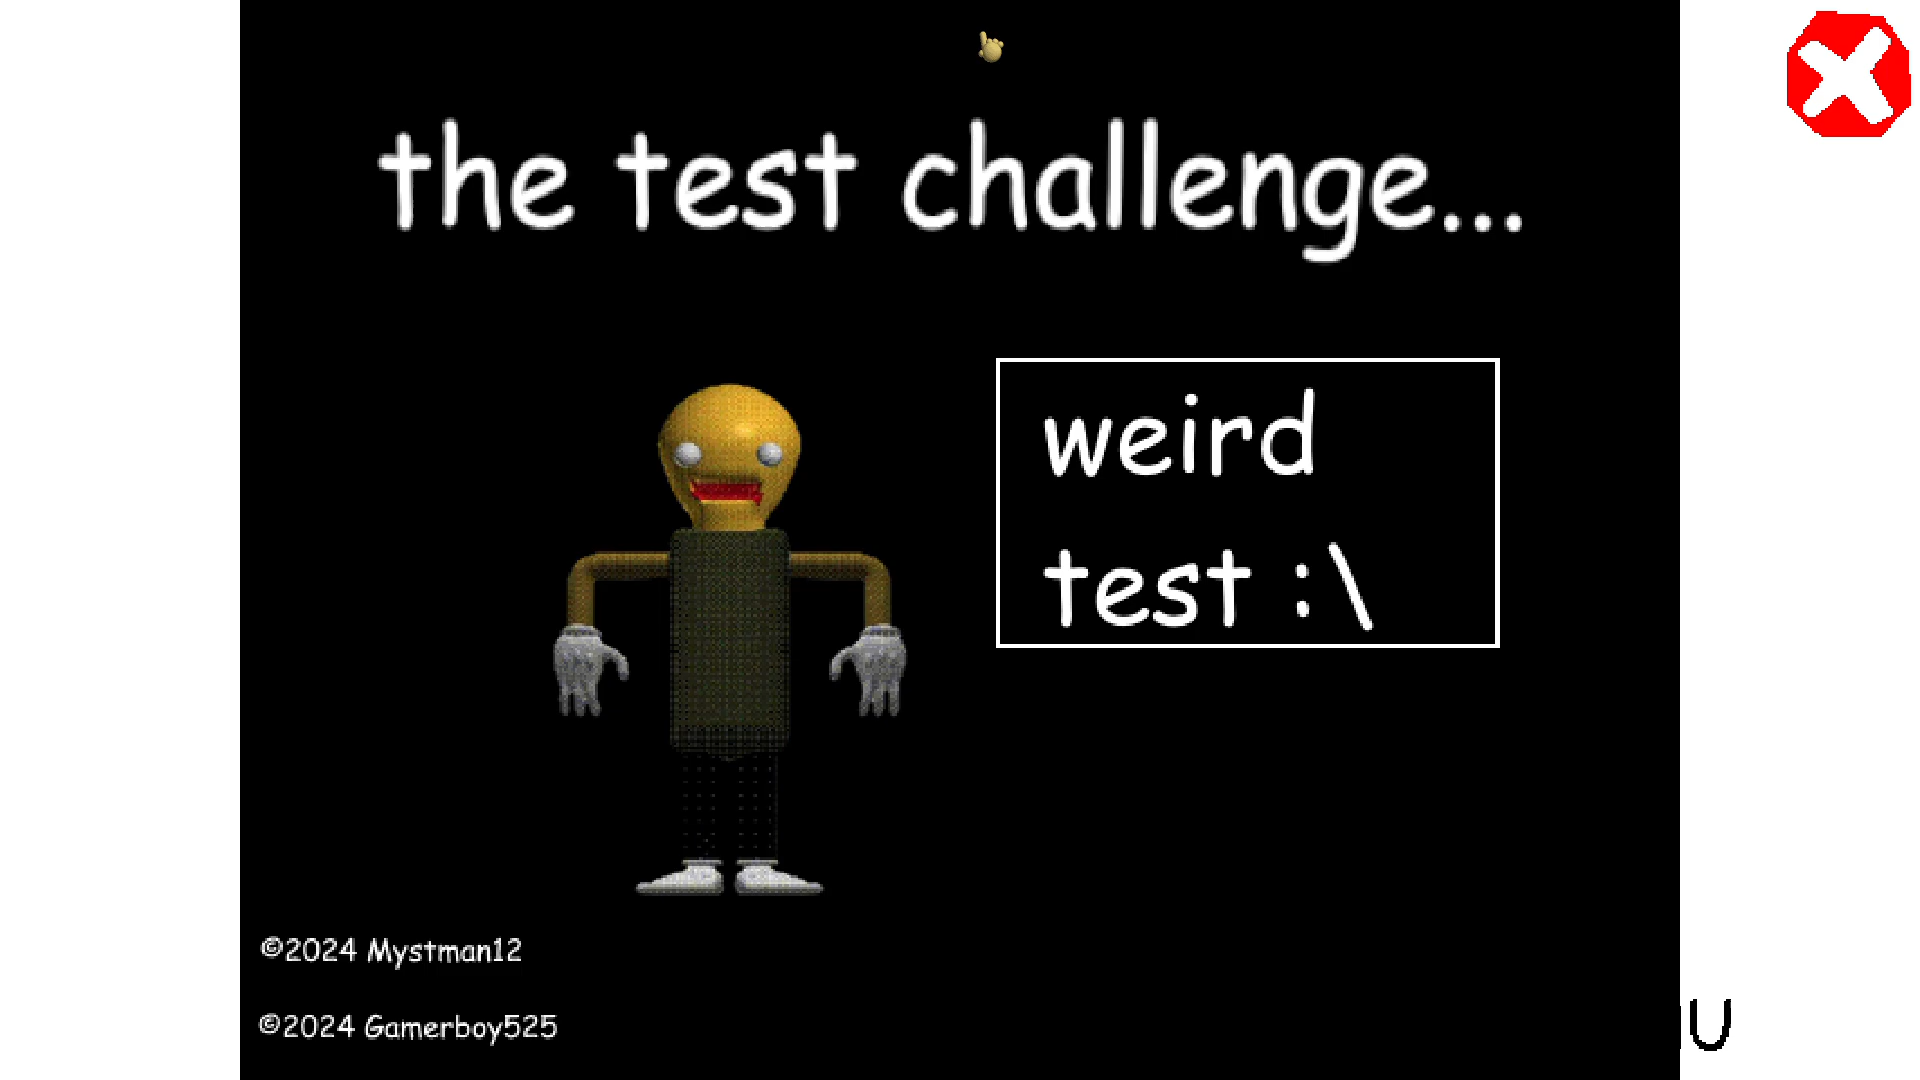 the test challenge...
weird
test :\
©2024 Mystman12
©2024 Gamerboy525
U